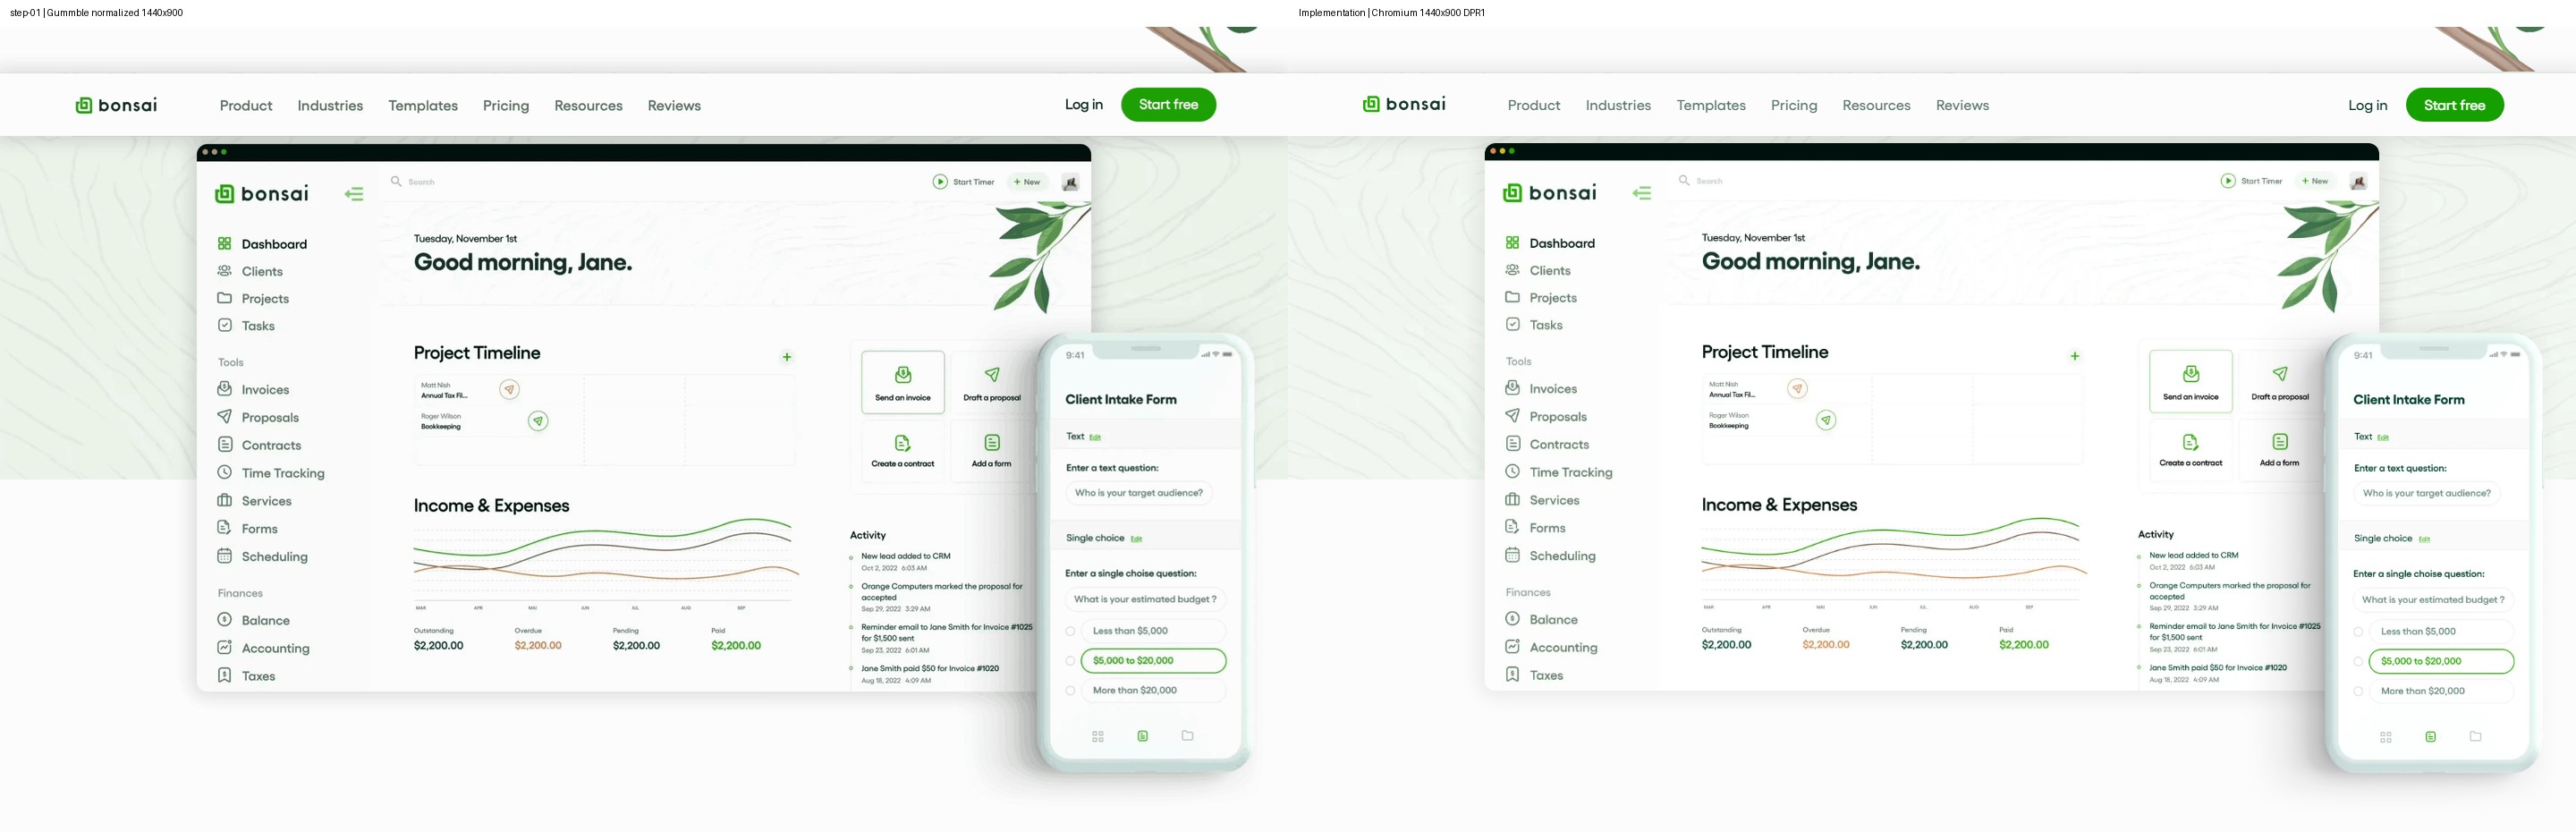 step-01 | Gummble normalized 1440x900
Implementation | Chromium 1440x900 DPR1
bonsai Product Industries Templates Pricing Resources Reviews Log in Start free
Search Start Timer + New
bonsai
Tuesday, November 1st
Good morning, Jane.
Dashboard
Clients
Projects
Tasks
Tools
Invoices
Proposals
Contracts
Time Tracking
Services
Forms
Scheduling
Finances
Balance
Accounting
Taxes
Project Timeline
Matt Nish
Annual Tax Fil...
Roger Wilson
Bookkeeping
Send an invoice Draft a proposal
Create a contract Add a form
Income & Expenses
MAR APR MAI JUN JUL AUG SEP
Outstanding Overdue Pending Paid
$2,200.00 $2,200.00 $2,200.00 $2,200.00
Activity
New lead added to CRM
Oct 2, 2022 6:03 AM
Orange Computers marked the proposal for
accepted
Sep 29, 2022 3:29 AM
Reminder email to Jane Smith for Invoice #1025
for $1,500 sent
Sep 23, 2022 6:01 AM
Jane Smith paid $50 for Invoice #1020
Aug 18, 2022 4:09 AM
9:41
Client Intake Form
Text Edit
Enter a text question:
Who is your target audience?
Single choice Edit
Enter a single choise question:
What is your estimated budget ?
Less than $5,000
$5,000 to $20,000
More than $20,000
bonsai Product Industries Templates Pricing Resources Reviews Log in Start free
Search Start Timer + New
bonsai
Tuesday, November 1st
Good morning, Jane.
Dashboard
Clients
Projects
Tasks
Tools
Invoices
Proposals
Contracts
Time Tracking
Services
Forms
Scheduling
Finances
Balance
Accounting
Taxes
Project Timeline
Matt Nish
Annual Tax Fil...
Roger Wilson
Bookkeeping
Send an invoice Draft a proposal
Create a contract Add a form
Income & Expenses
MAR APR MAI JUN JUL AUG SEP
Outstanding Overdue Pending Paid
$2,200.00 $2,200.00 $2,200.00 $2,200.00
Activity
New lead added to CRM
Oct 2, 2022 6:03 AM
Orange Computers marked the proposal for
accepted
Sep 29, 2022 3:29 AM
Reminder email to Jane Smith for Invoice #1025
for $1,500 sent
Sep 23, 2022 6:01 AM
Jane Smith paid $50 for Invoice #1020
Aug 18, 2022 4:09 AM
9:41
Client Intake Form
Text Edit
Enter a text question:
Who is your target audience?
Single choice Edit
Enter a single choise question:
What is your estimated budget ?
Less than $5,000
$5,000 to $20,000
More than $20,000